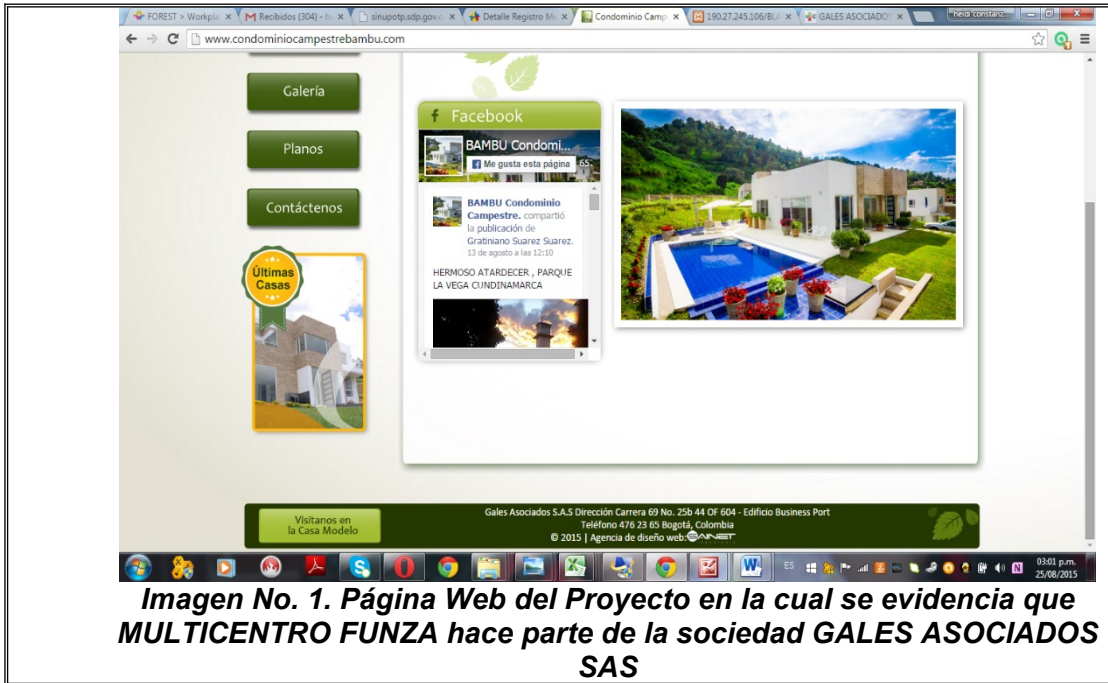 FOREST > Workpla
Recibidos (304) - h
sinupotp.sdp.gov.c
Detalle Registro M
Condominio Camp
190.27.245.106/BL
GALES ASOCIADO
www.condominiocampestrebambu.com
Galería
Planos
Contáctenos
Últimas
Casas
Facebook
BAMBU Condomi...
Me gusta esta página
65
BAMBU Condominio
Campestre. compartió
la publicación de
Gratiniano Suarez Suarez.
13 de agosto a las 12:10
HERMOSO ATARDECER , PARQUE
LA VEGA CUNDINAMARCA
Visítanos en
la Casa Modelo
Gales Asociados S.A.S Dirección Carrera 69 No. 25b 44 OF 604 - Edificio Business Port
Teléfono 476 23 65 Bogotá, Colombia
© 2015 | Agencia de diseño web:
ES
03:01 p.m.
25/08/2015
Imagen No. 1. Página Web del Proyecto en la cual se evidencia que
MULTICENTRO FUNZA hace parte de la sociedad GALES ASOCIADOS
SAS